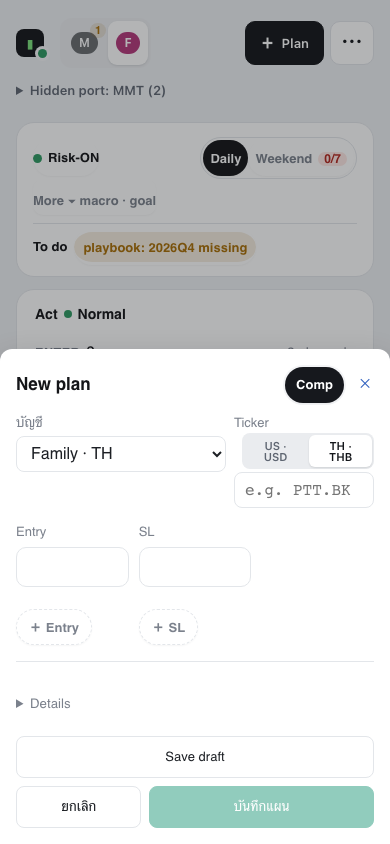 M 1 F + Plan ...
Hidden port: MMT (2)
Risk-ON Daily Weekend 0/7
More macro · goal
To do playbook: 2026Q4 missing
Act Normal
New plan Comp ×
บัญชี Ticker
Family · TH US · USD TH · THB
e.g. PTT.BK
Entry SL
+ Entry + SL
Details
Save draft
ยกเลิก บันทึกแผน